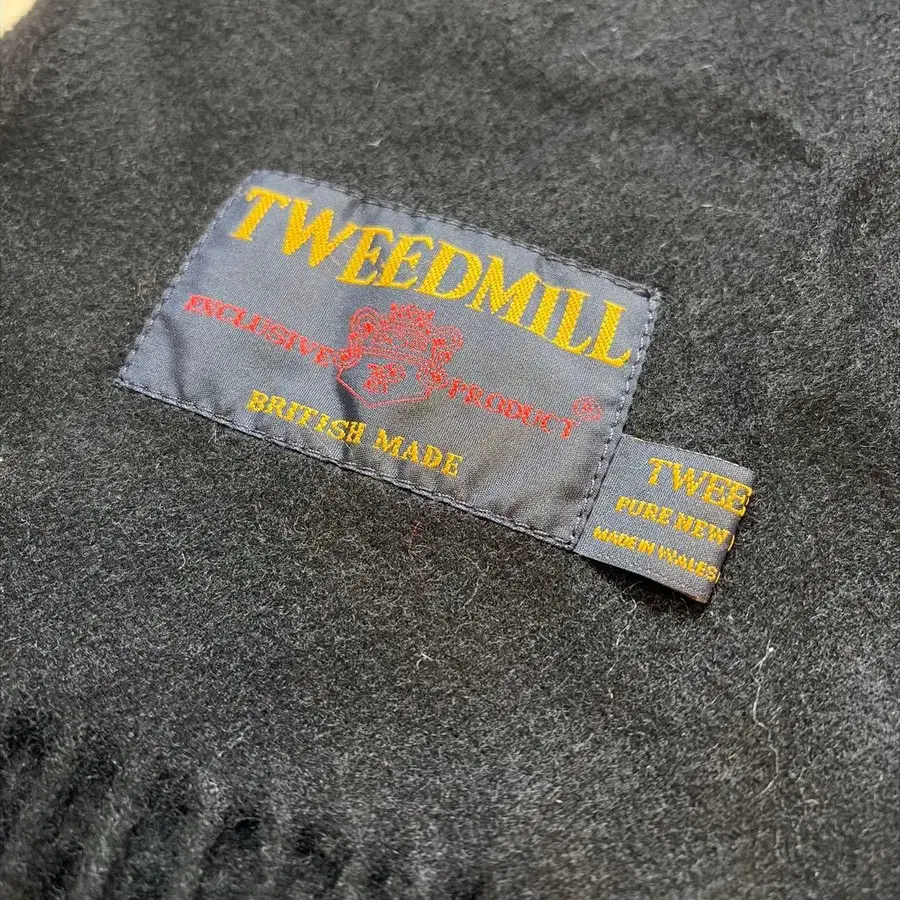 TWEEDMILL
EXCLUSIVE PRODUCT ®
BRITISH MADE
TWEE
PURE NEW
MADE IN WALES